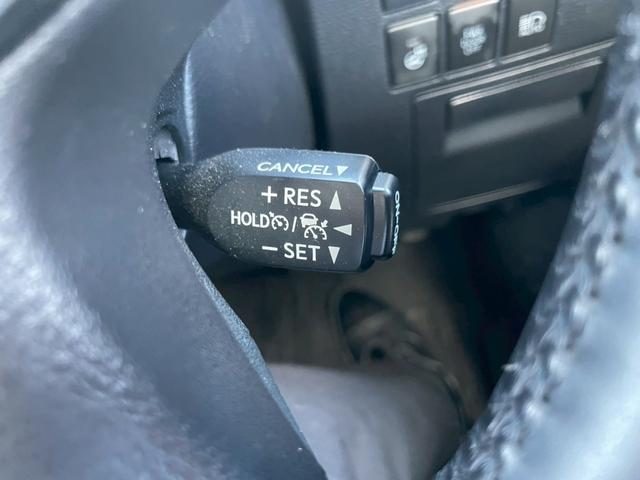 CANCEL▼
+ RES ▲
HOLD / ◀
− SET ▼
ON-OFF